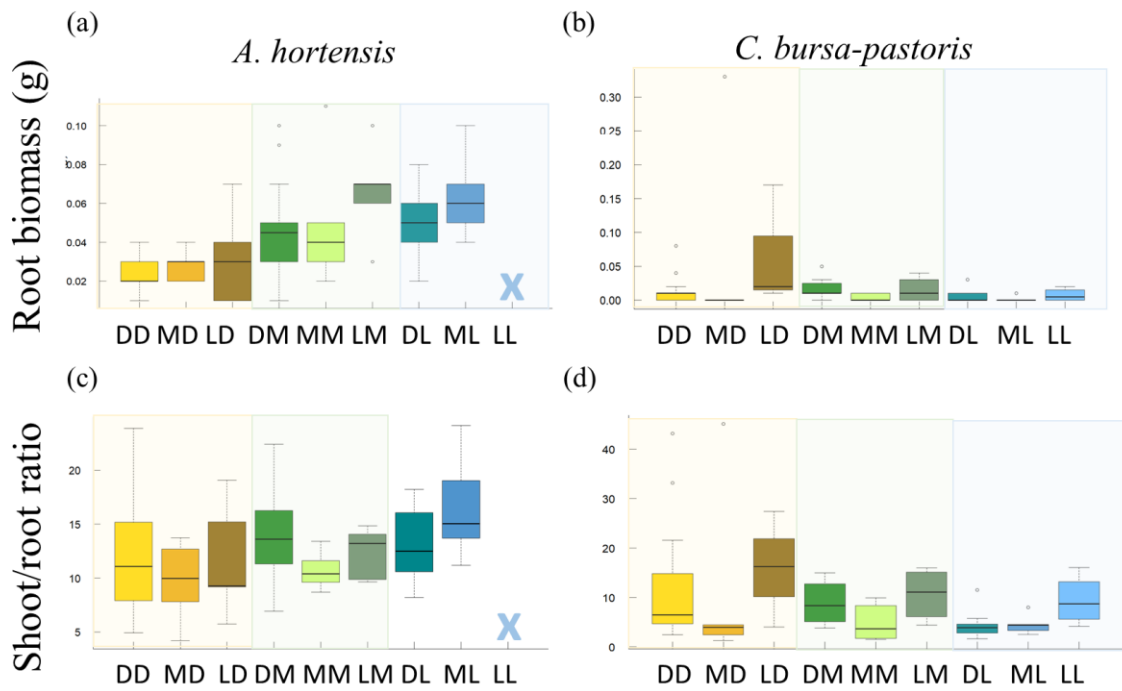 (a)
A. hortensis
(b)
C. bursa-pastoris
Root biomass (g)
0.10
0.08
0.06
0.04
0.02
X
DD MD LD DM MM LM DL ML LL
0.30
0.25
0.20
0.15
0.10
0.05
0.00
DD MD LD DM MM LM DL ML LL
(c)
(d)
Shoot/root ratio
20
15
10
5
X
DD MD LD DM MM LM DL ML LL
40
30
20
10
0
DD MD LD DM MM LM DL ML LL